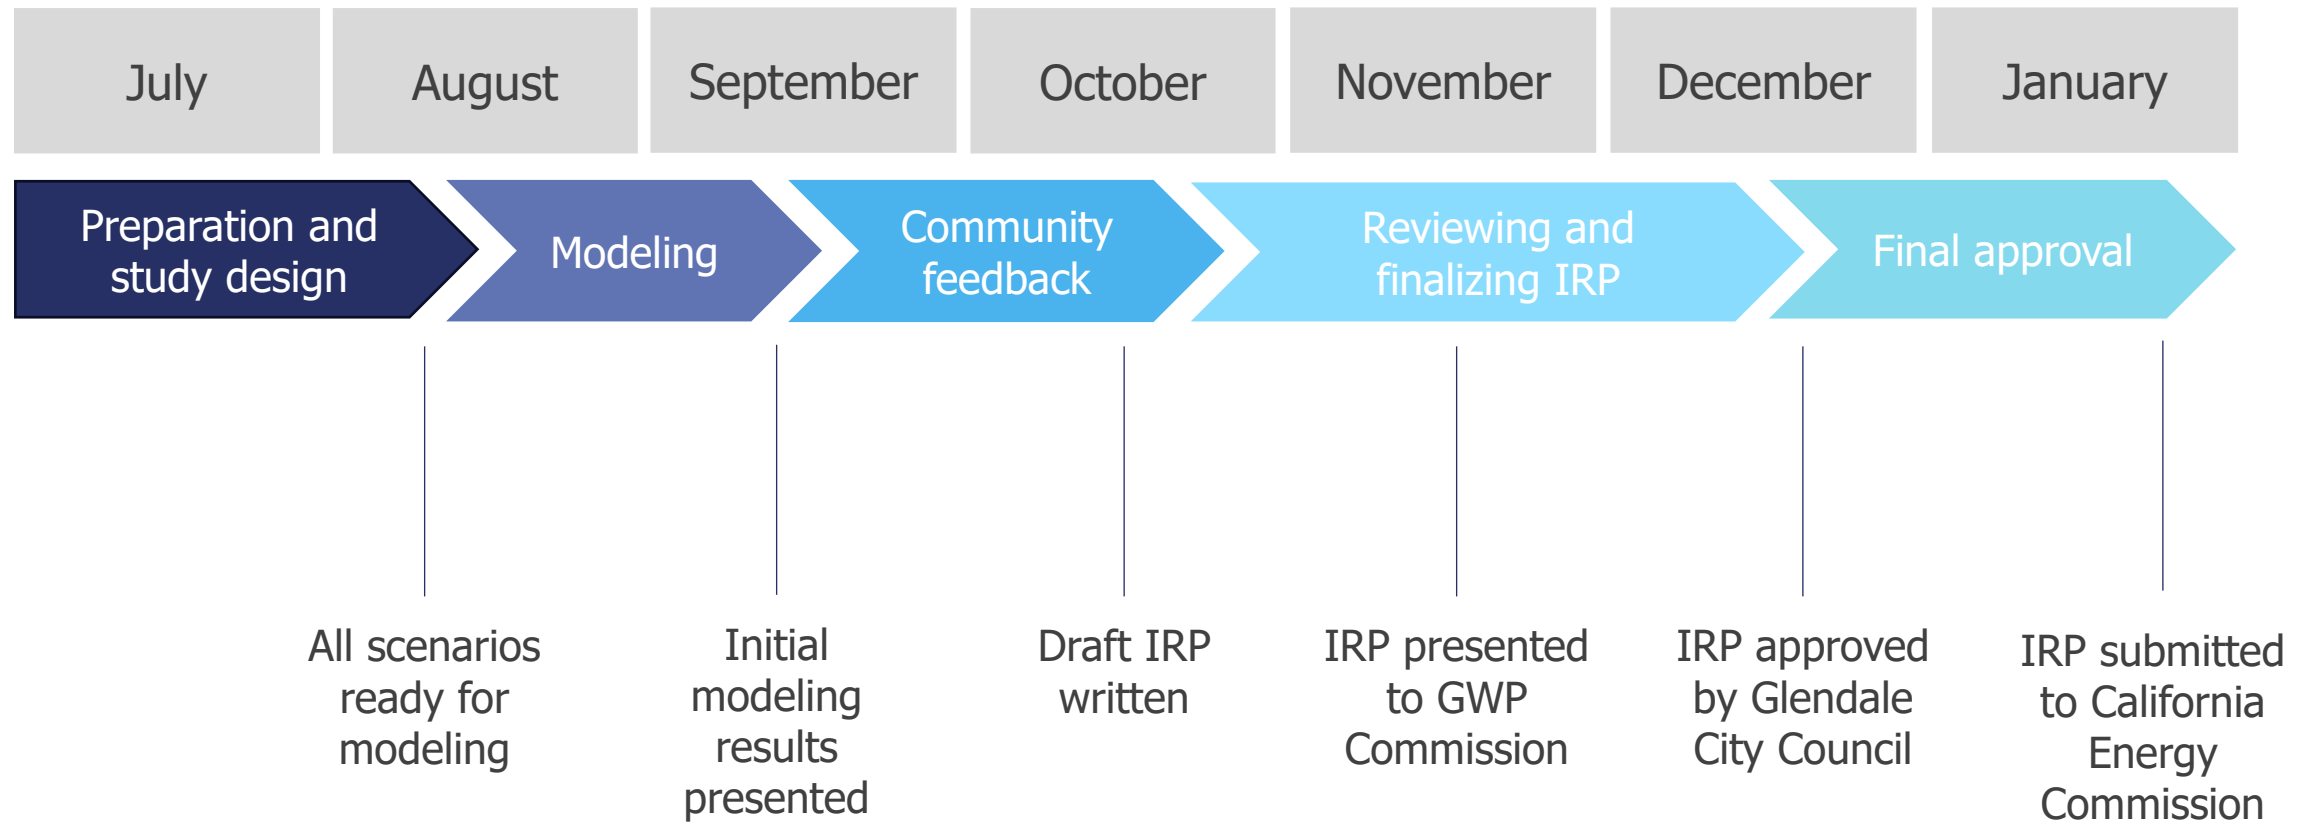 July
August
September
October
November
December
January
Preparation and
study design
Modeling
Community
feedback
Reviewing and
finalizing IRP
Final approval
All scenarios
ready for
modeling
Initial
modeling
results
presented
Draft IRP
written
IRP presented
to GWP
Commission
IRP approved
by Glendale
City Council
IRP submitted
to California
Energy
Commission